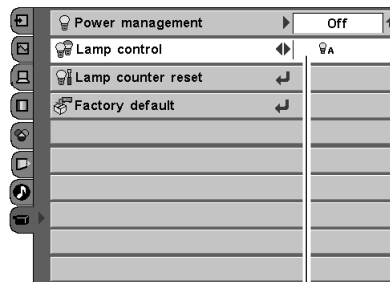 Power management Off
Lamp control A
Lamp counter reset
Factory default